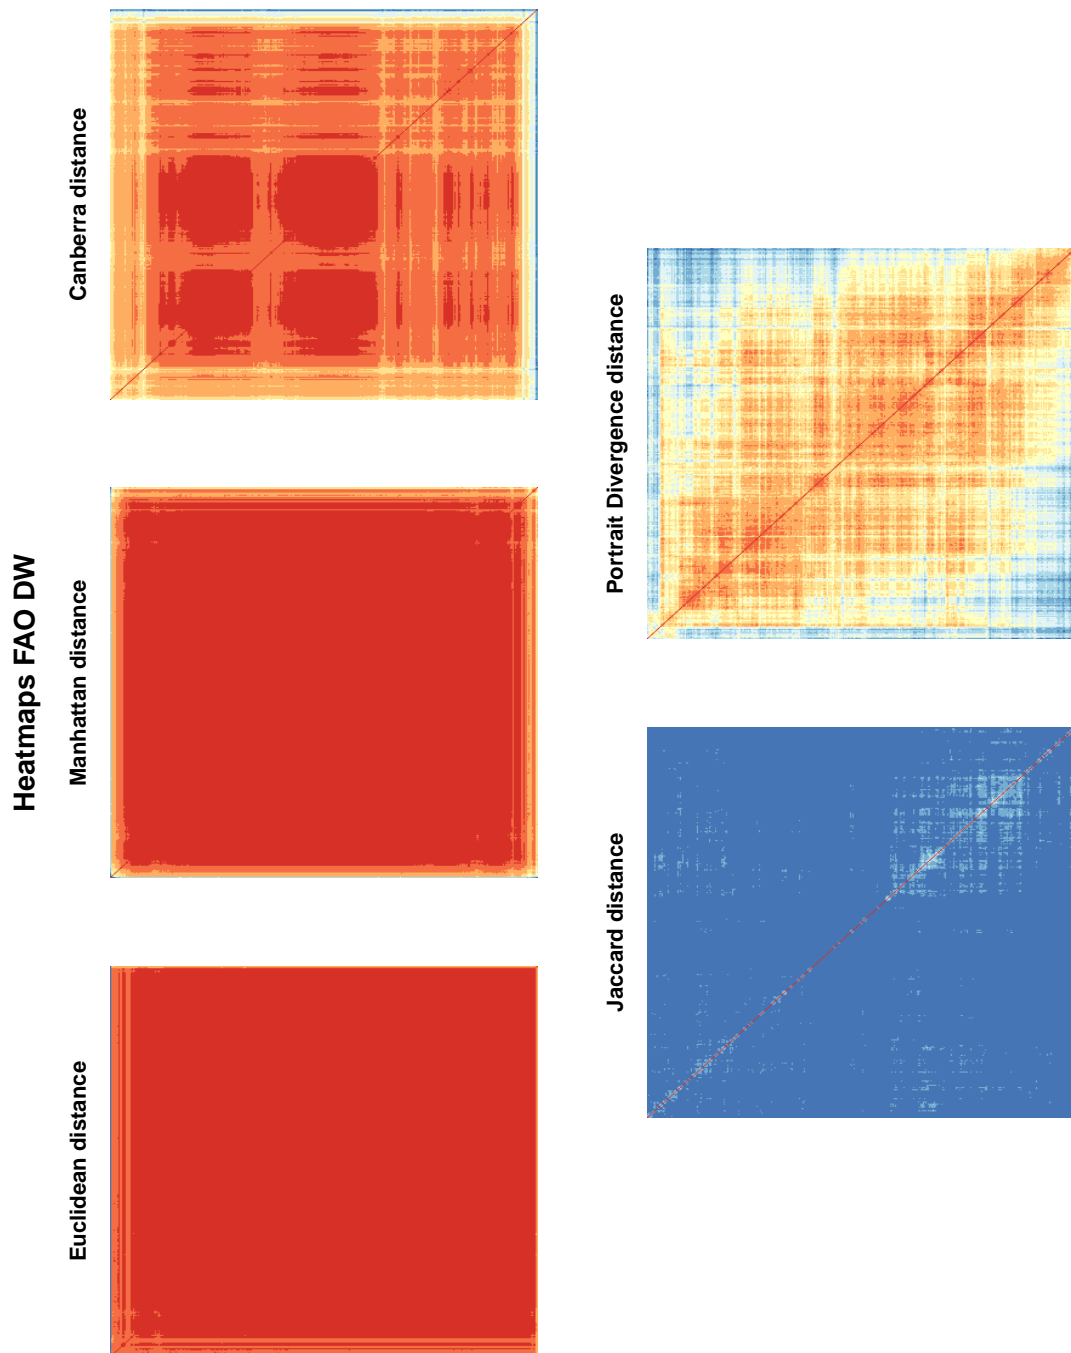 Heatmaps FAO DW
Euclidean distance
Manhattan distance
Canberra distance
Jaccard distance
Portrait Divergence distance